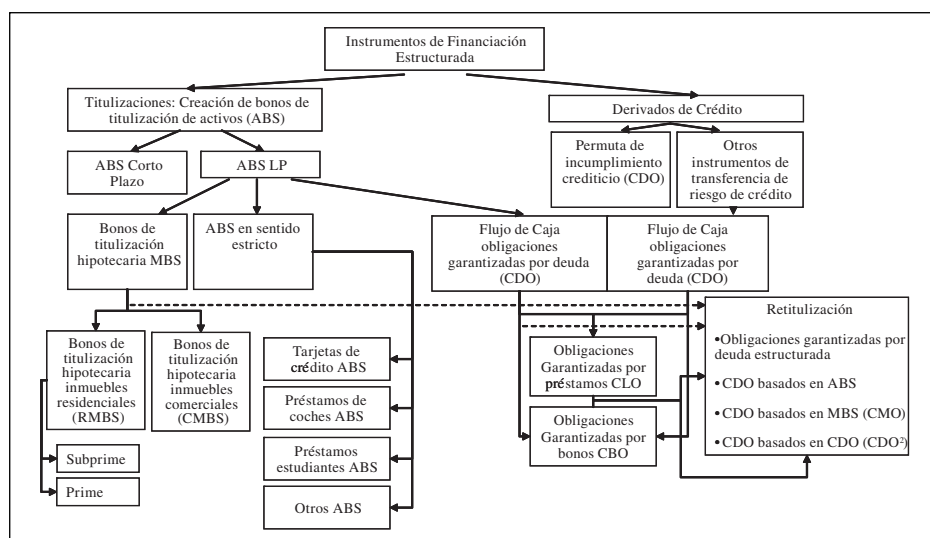 Instrumentos de Financiación
Estructurada
Titulizaciones: Creación de bonos de
titulización de activos (ABS)
Derivados de Crédito
ABS Corto
Plazo
ABS LP
Permuta de
incumplimiento
crediticio (CDO)
Otros
instrumentos de
transferencia de
riesgo de crédito
Bonos de
titulización
hipotecaria MBS
ABS en sentido
estricto
Flujo de Caja
obligaciones
garantizadas por deuda
(CDO)
Flujo de Caja
obligaciones
garantizadas por
deuda (CDO)
Bonos de
titulización
hipotecaria
inmuebles
residenciales
(RMBS)
Bonos de
titulización
hipotecaria
inmuebles
comerciales
(CMBS)
Subprime
Prime
Tarjetas de
crédito ABS
Préstamos de
coches ABS
Préstamos
estudiantes ABS
Otros ABS
Obligaciones
Garantizadas por
préstamos CLO
Obligaciones
Garantizadas por
bonos CBO
Retitulización
•Obligaciones garantizadas por
deuda estructurada
•CDO basados en ABS
•CDO basados en MBS (CMO)
•CDO basados en CDO (CDO²)